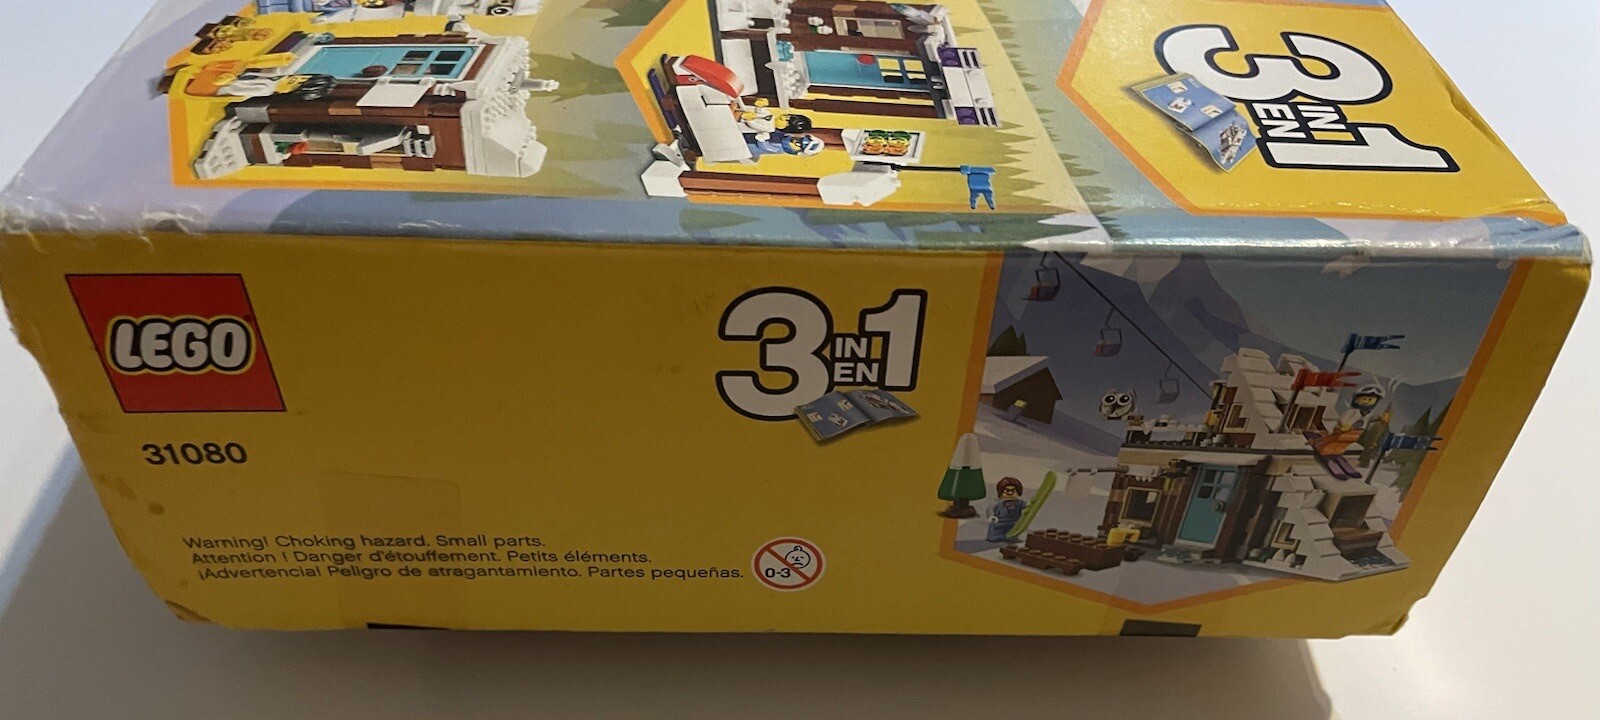 3 IN 1
EN
LEGO
3 IN 1
EN
31080
Warning! Choking hazard. Small parts.
Attention ! Danger d'étouffement. Petits éléments.
¡Advertencia! Peligro de atragantamiento. Partes pequeñas.
0-3